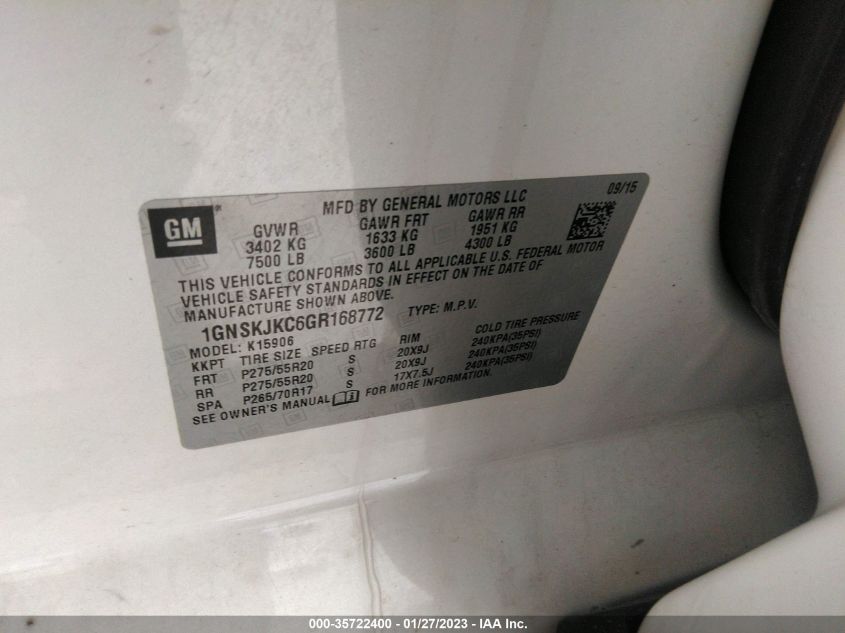 MFD BY GENERAL MOTORS LLC 09/15
GM
GVWR GAWR FRT GAWR RR
3402 KG 1633 KG 1951 KG
7500 LB 3600 LB 4300 LB
THIS VEHICLE CONFORMS TO ALL APPLICABLE U.S. FEDERAL MOTOR
VEHICLE SAFETY STANDARDS IN EFFECT ON THE DATE OF
MANUFACTURE SHOWN ABOVE.
1GNSKJKC6GR168772 TYPE: M.P.V.
MODEL: K15906
KKPT TIRE SIZE SPEED RTG RIM COLD TIRE PRESSURE
FRT P275/55R20 S 20X9J 240KPA(35PSI)
RR P275/55R20 S 20X9J 240KPA(35PSI)
SPA P265/70R17 S 17X7.5J 240KPA(35PSI)
SEE OWNER'S MANUAL FOR MORE INFORMATION.
000-35722400 - 01/27/2023 - © IAA Inc.